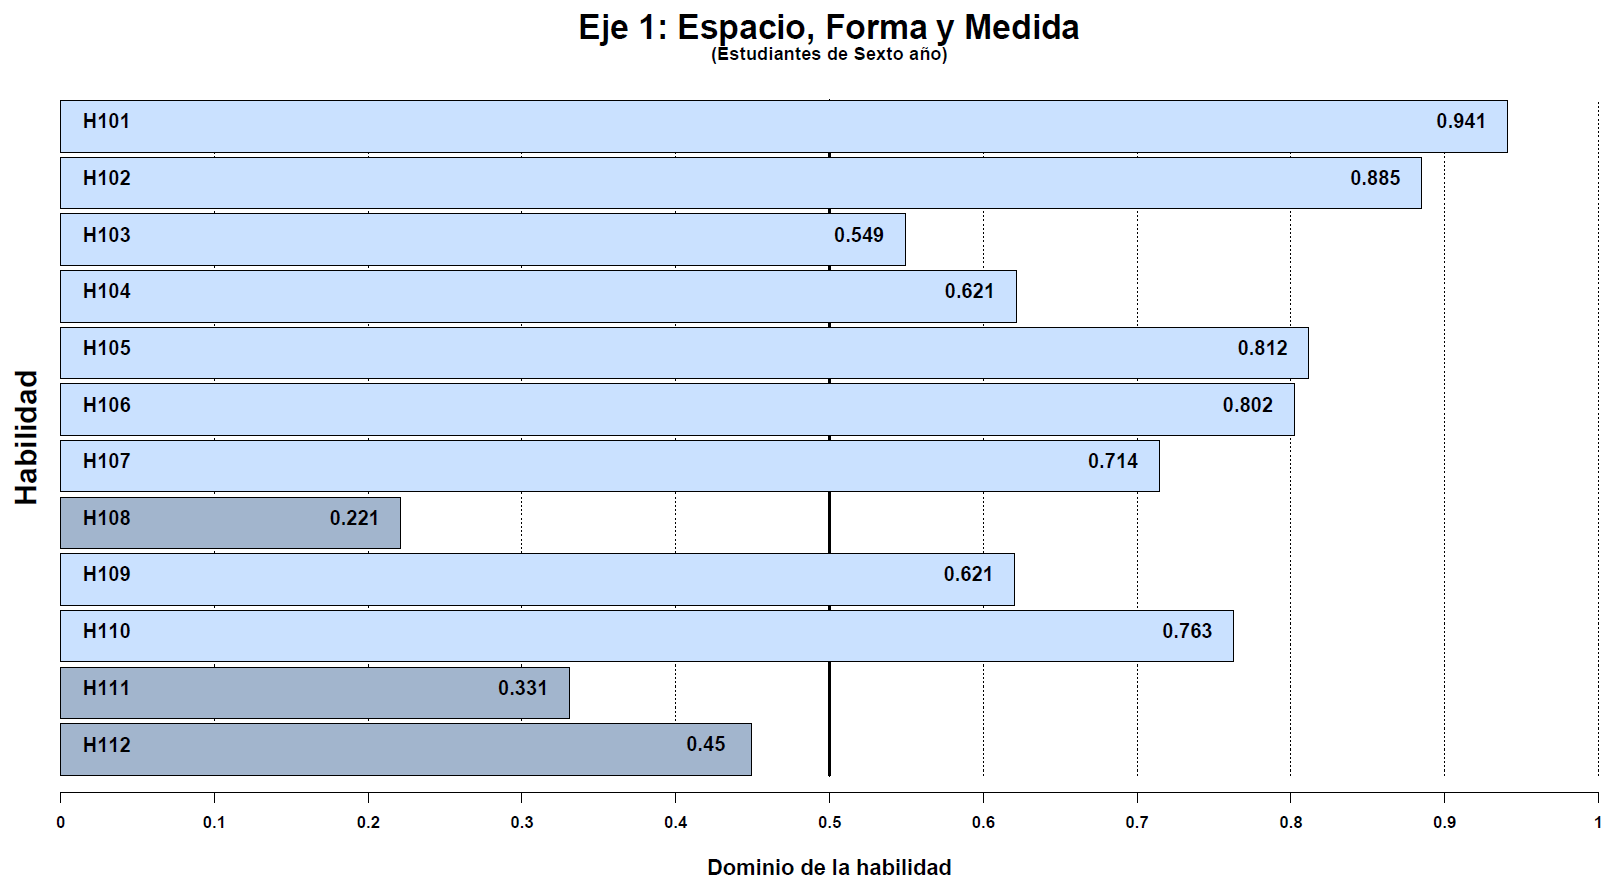 Eje 1: Espacio, Forma y Medida
(Estudiantes de Sexto año)
Habilidad
H101 0.941
H102 0.885
H103 0.549
H104 0.621
H105 0.812
H106 0.802
H107 0.714
H108 0.221
H109 0.621
H110 0.763
H111 0.331
H112 0.45
0 0.1 0.2 0.3 0.4 0.5 0.6 0.7 0.8 0.9 1
Dominio de la habilidad